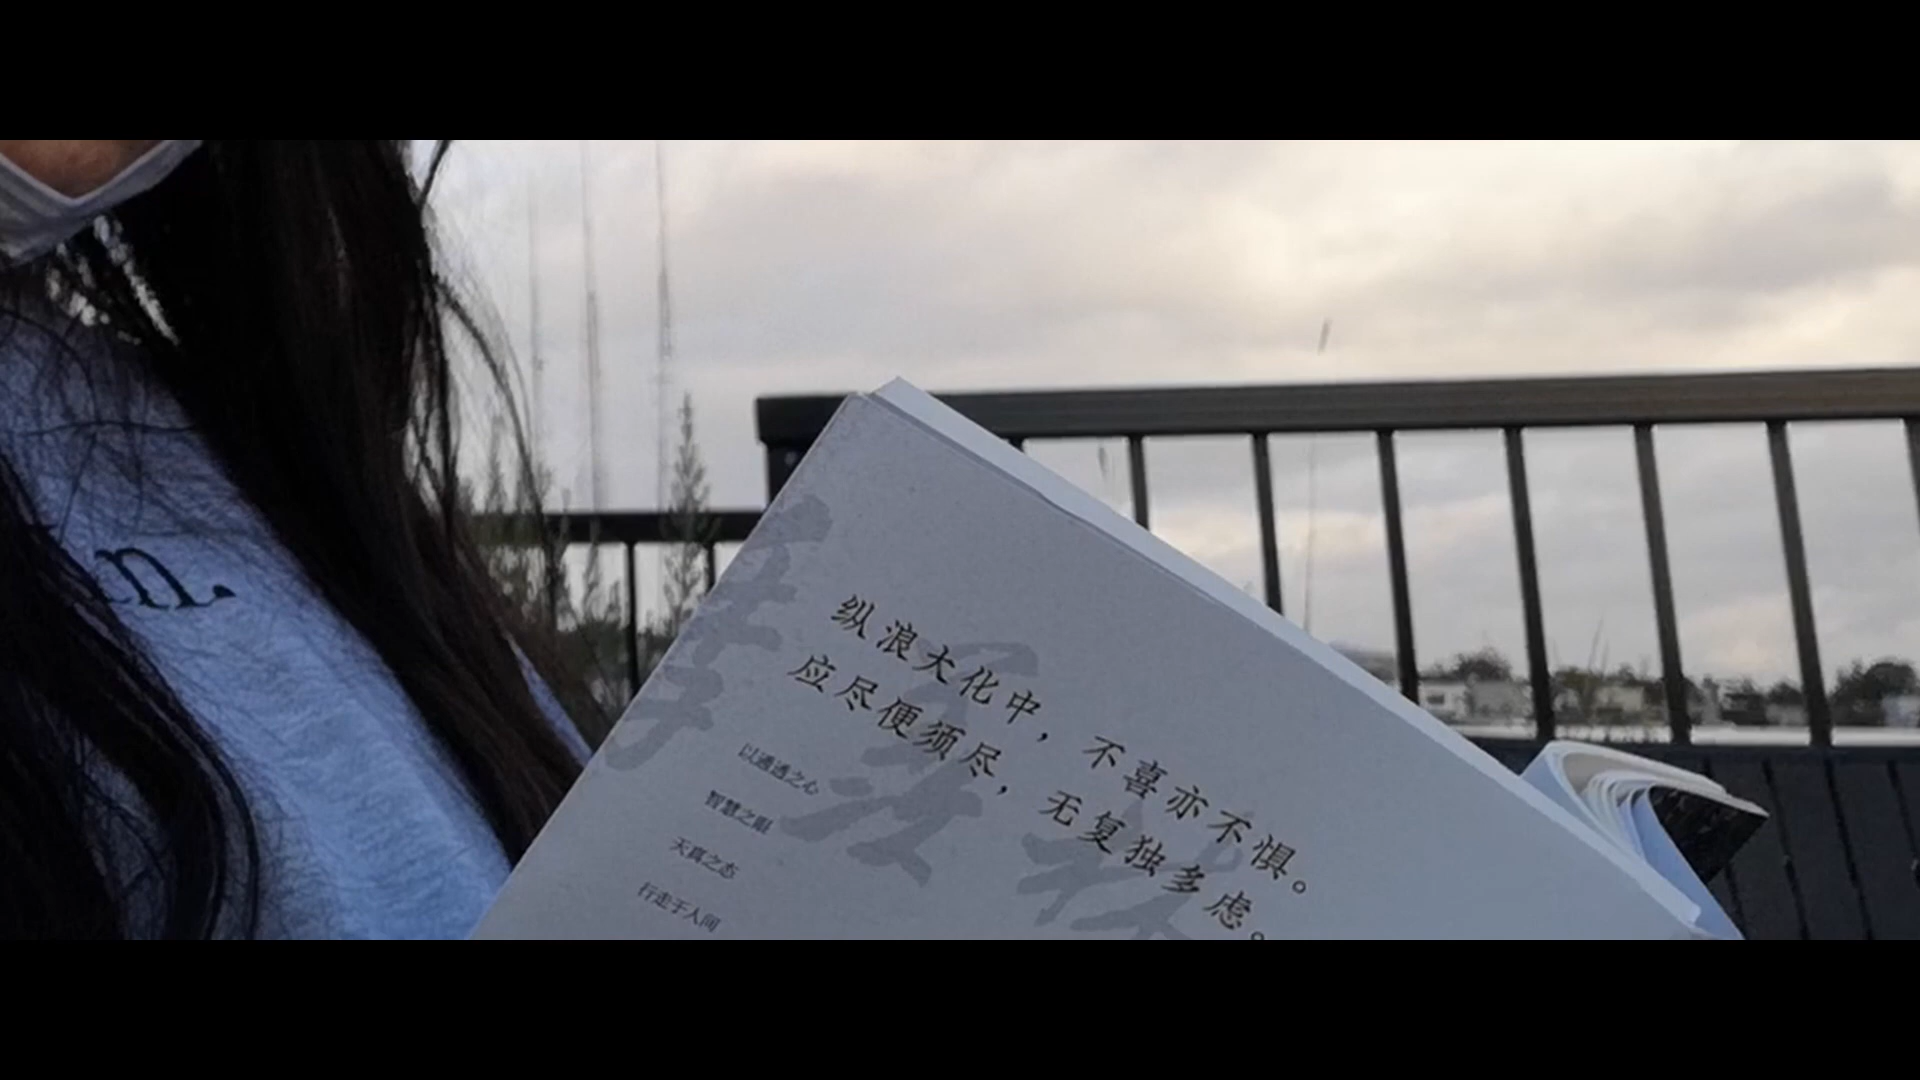 n.
纵浪大化中，不喜亦不惧。
应尽便须尽，无复独多虑。
以通透之心
智慧之眼
天真之态
行走于人间